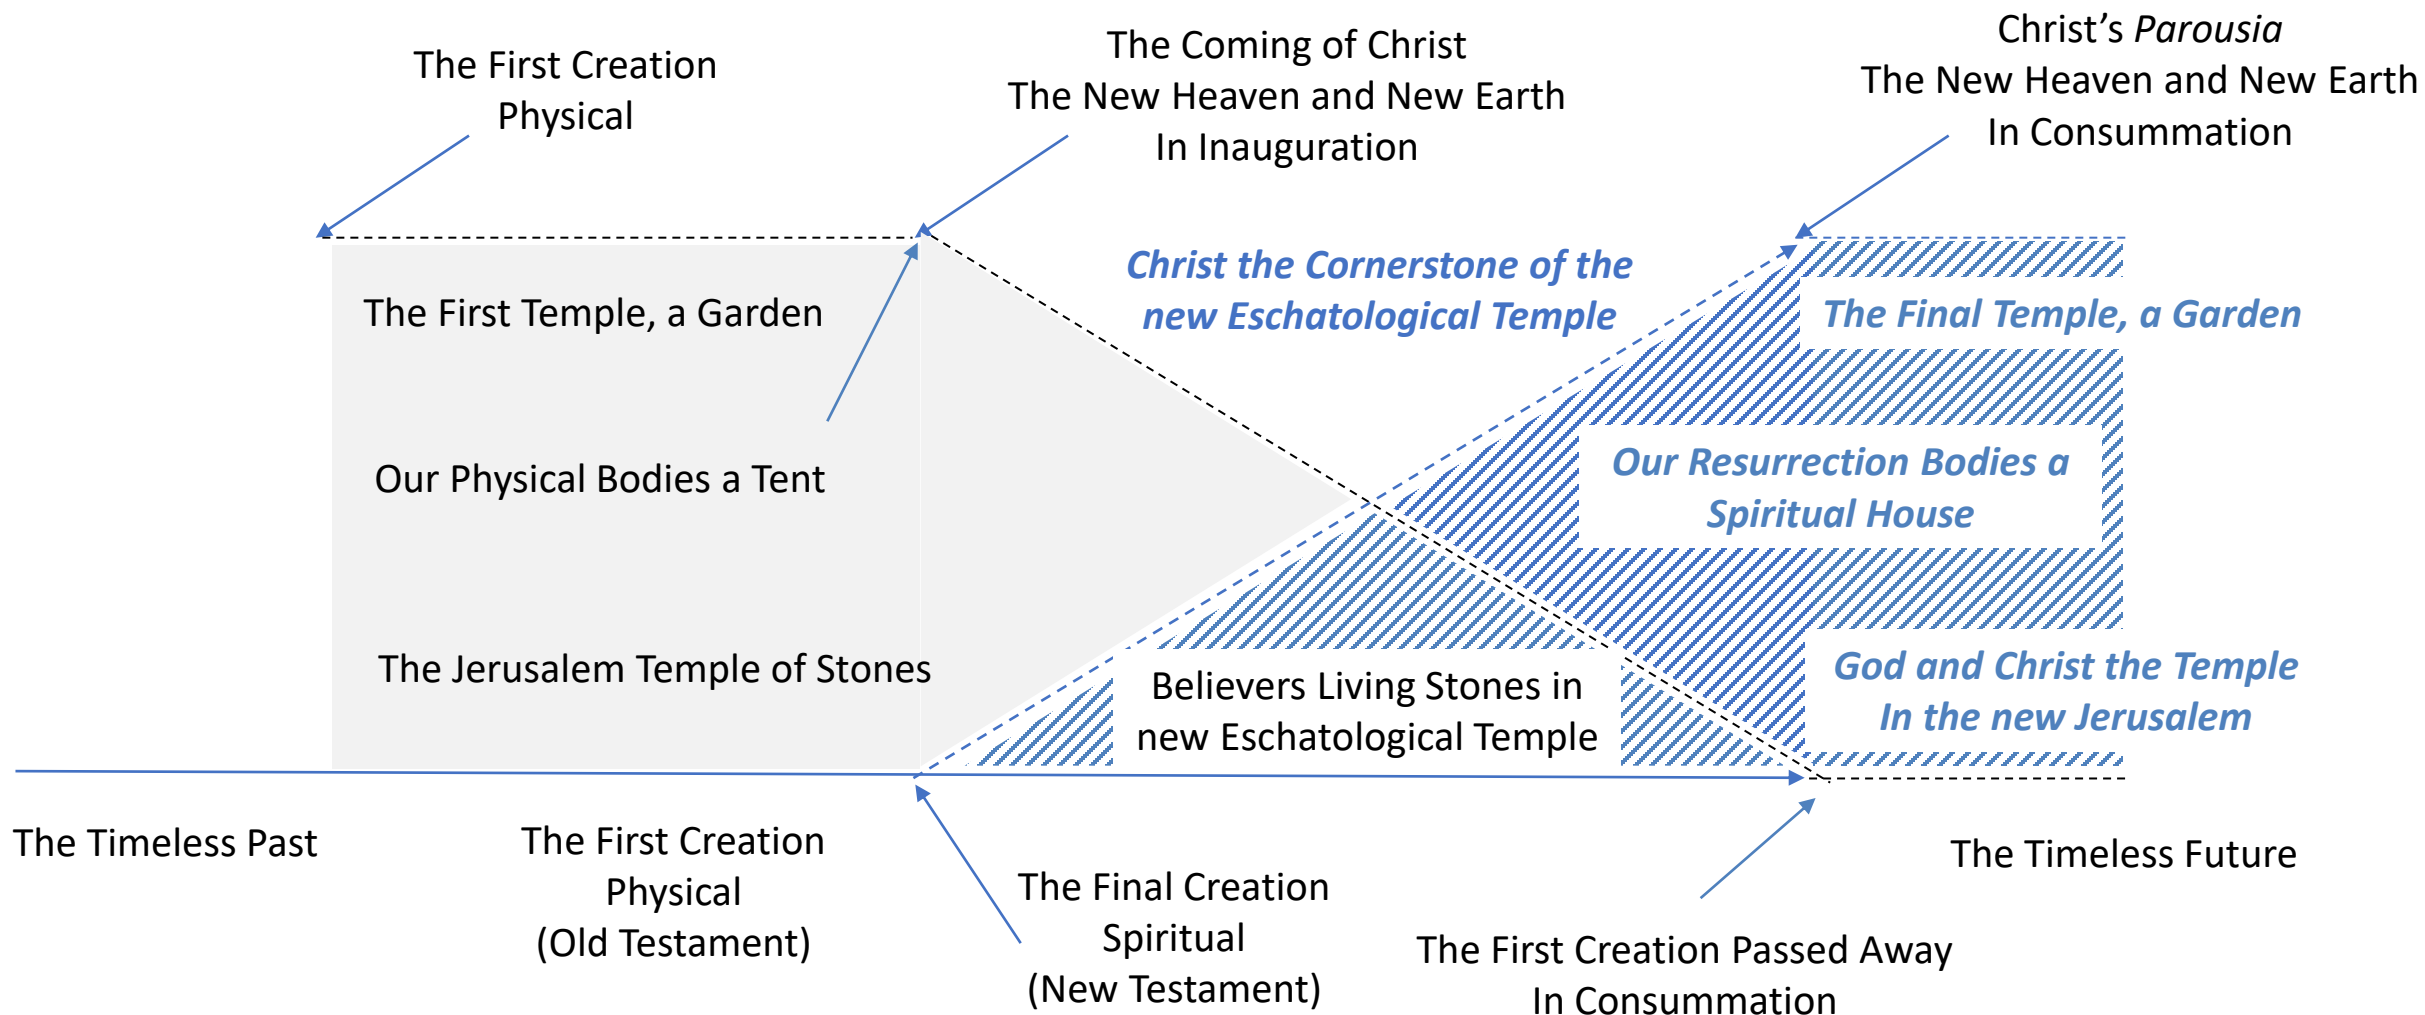 The First Creation
Physical
The Coming of Christ
The New Heaven and New Earth
In Inauguration
Christ’s Parousia
The New Heaven and New Earth
In Consummation
The First Temple, a Garden
Christ the Cornerstone of the
new Eschatological Temple
The Final Temple, a Garden
Our Physical Bodies a Tent
Our Resurrection Bodies a
Spiritual House
The Jerusalem Temple of Stones
Believers Living Stones in
new Eschatological Temple
God and Christ the Temple
In the new Jerusalem
The Timeless Past
The First Creation
Physical
(Old Testament)
The Final Creation
Spiritual
(New Testament)
The First Creation Passed Away
In Consummation
The Timeless Future